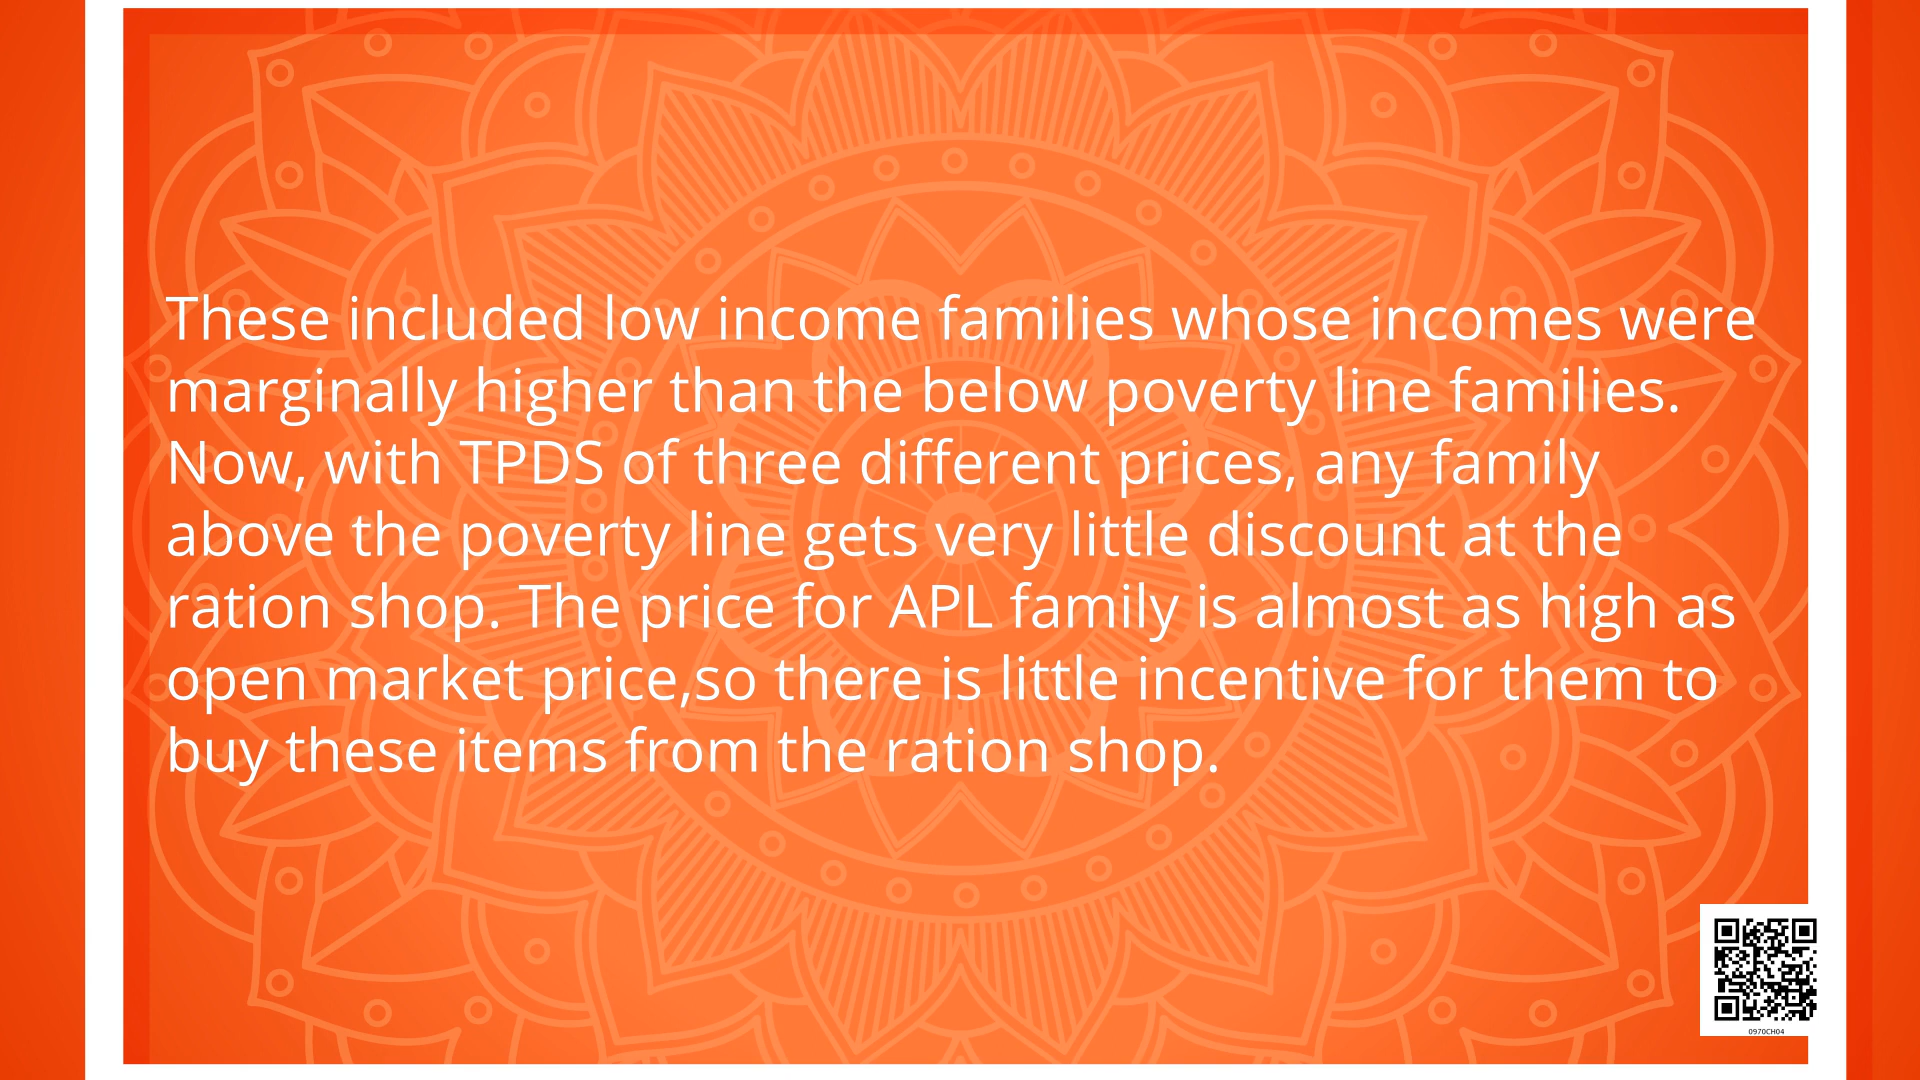 These included low income families whose incomes were
marginally higher than the below poverty line families.
Now, with TPDS of three different prices, any family
above the poverty line gets very little discount at the
ration shop. The price for APL family is almost as high as
open market price,so there is little incentive for them to
buy these items from the ration shop.
0970CH04